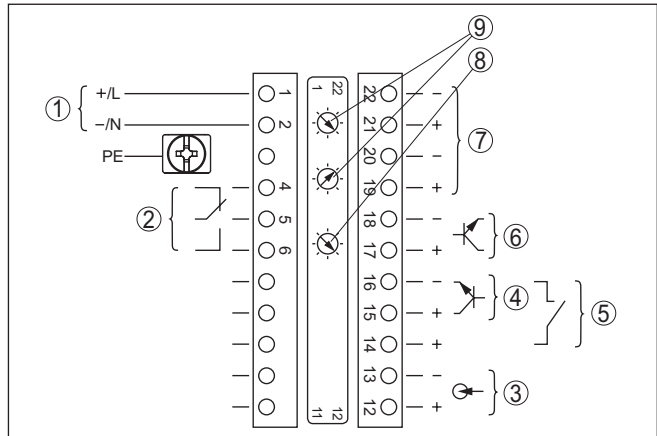 ⑨
⑧
① +/L 1 1 22 22 −
−/N 2 21 + ⑦
PE 20 −
4 19 +
② 5 18 − ⑥
6 17 +
16 − ④ ⑤
15 +
14 +
13 − ③
11 12 12 +